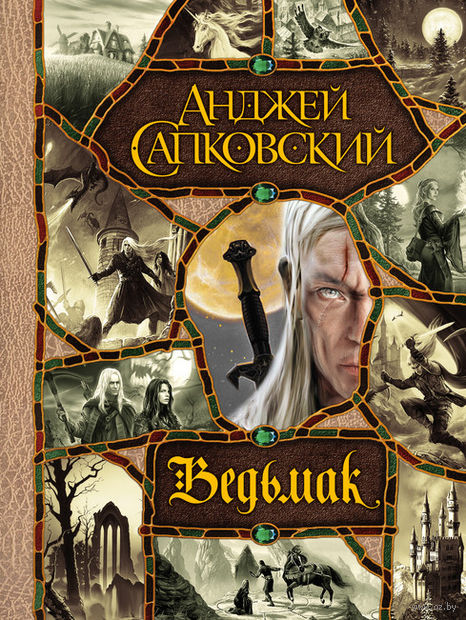 Анджей
Сапковский
Ведьмак